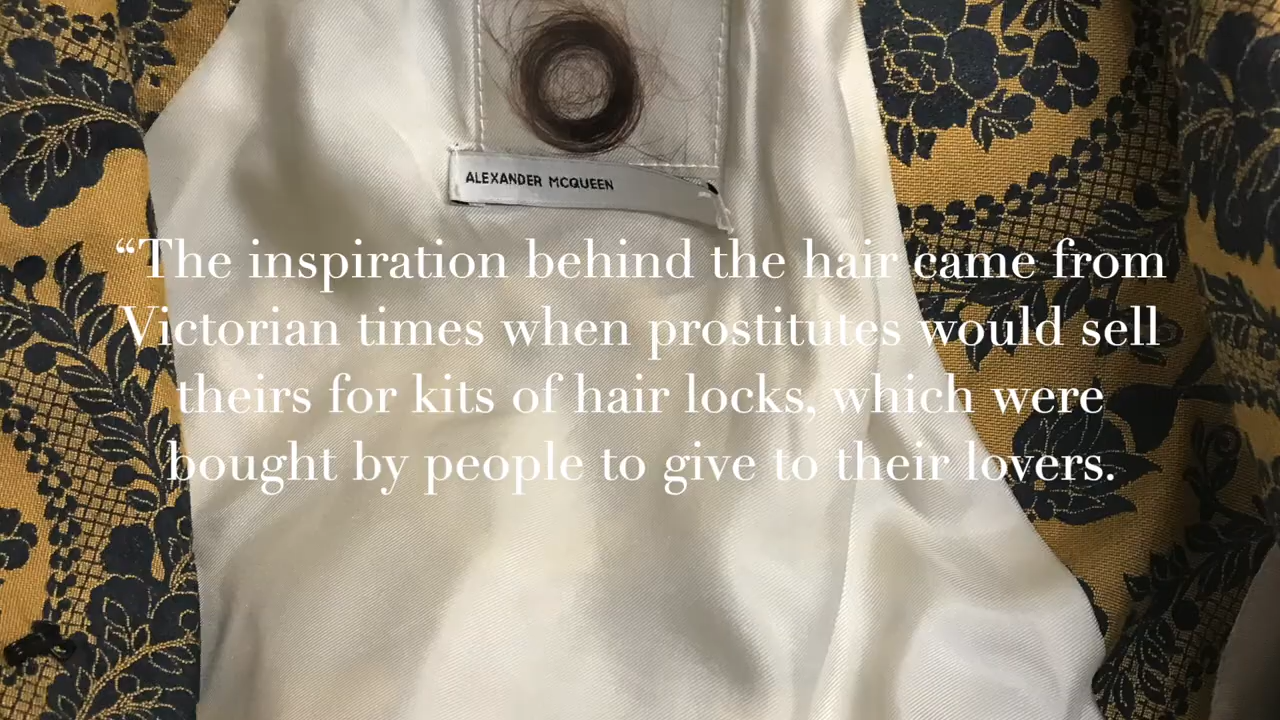 ALEXANDER MCQUEEN
“The inspiration behind the hair came from
Victorian times when prostitutes would sell
theirs for kits of hair locks, which were
bought by people to give to their lovers.